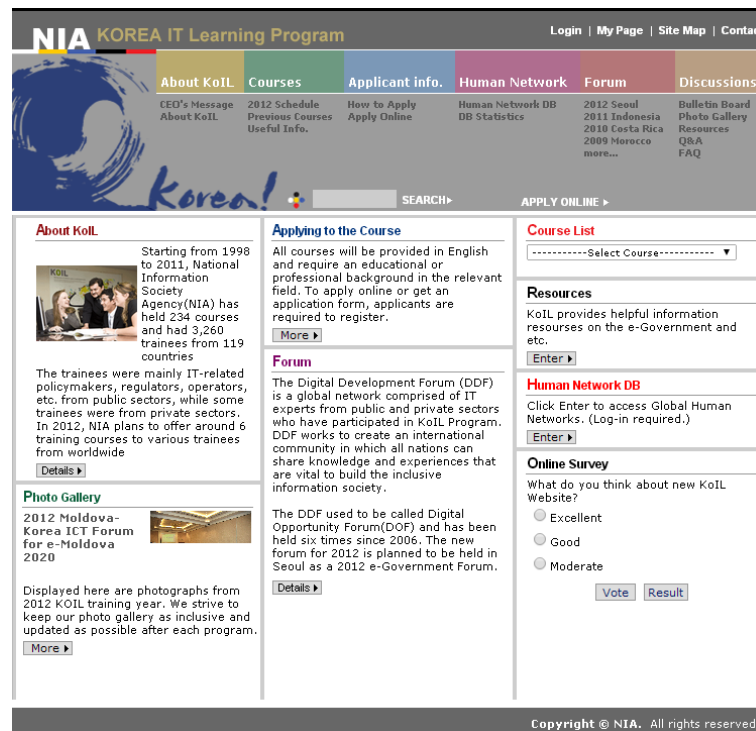 NIA KOREA IT Learning Program
Login | My Page | Site Map |
About KoIL
CEO's Message
About KoIL
Courses
2012 Schedule
Previous Courses
Useful Info.
Applicant info.
How to Apply
Apply Online
Human Network
Human Network DB
DB Statistics
Forum
2012 Seoul
2011 Indonesia
2010 Costa Rica
2009 Morocco
more...
Discussions
Bulletin Board
Photo Gallery
Resources
Q&A
FAQ
Korea!
SEARCH
APPLY ONLINE
About KoIL
KOIL
Starting from 1998
to 2011, National
Information
Society
Agency(NIA) has
held 234 courses
and had 3,260
trainees from 119
countries
The trainees were mainly IT-related
policymakers, regulators, operators,
etc. from public sectors, while some
trainees were from private sectors.
In 2012, NIA plans to offer around 6
training courses to various trainees
from worldwide
Details
Photo Gallery
2012 Moldova-
Korea ICT Forum
for e-Moldova
2020
Displayed here are photographs from
2012 KOIL training year. We strive to
keep our photo gallery as inclusive and
updated as possible after each program.
More
Applying to the Course
All courses will be provided in English
and require an educational or
professional background in the relevant
field. To apply online or get an
application form, applicants are
required to register.
More
Forum
The Digital Development Forum (DDF)
is a global network comprised of IT
experts from public and private sectors
who have participated in KoIL Program.
DDF works to create an international
community in which all nations can
share knowledge and experiences that
are vital to build the inclusive
information society.
The DDF used to be called Digital
Opportunity Forum(DOF) and has been
held six times since 2006. The new
forum for 2012 is planned to be held in
Seoul as a 2012 e-Government Forum.
Details
Course List
-----------Select Course-----------
Resources
KoIL provides helpful information
resourses on the e-Government and
etc.
Enter
Human Network DB
Click Enter to access Global Human
Networks. (Log-in required.)
Enter
Online Survey
What do you think about new KoIL
Website?
Excellent
Good
Moderate
Vote Result
Copyright © NIA. All rights reserved